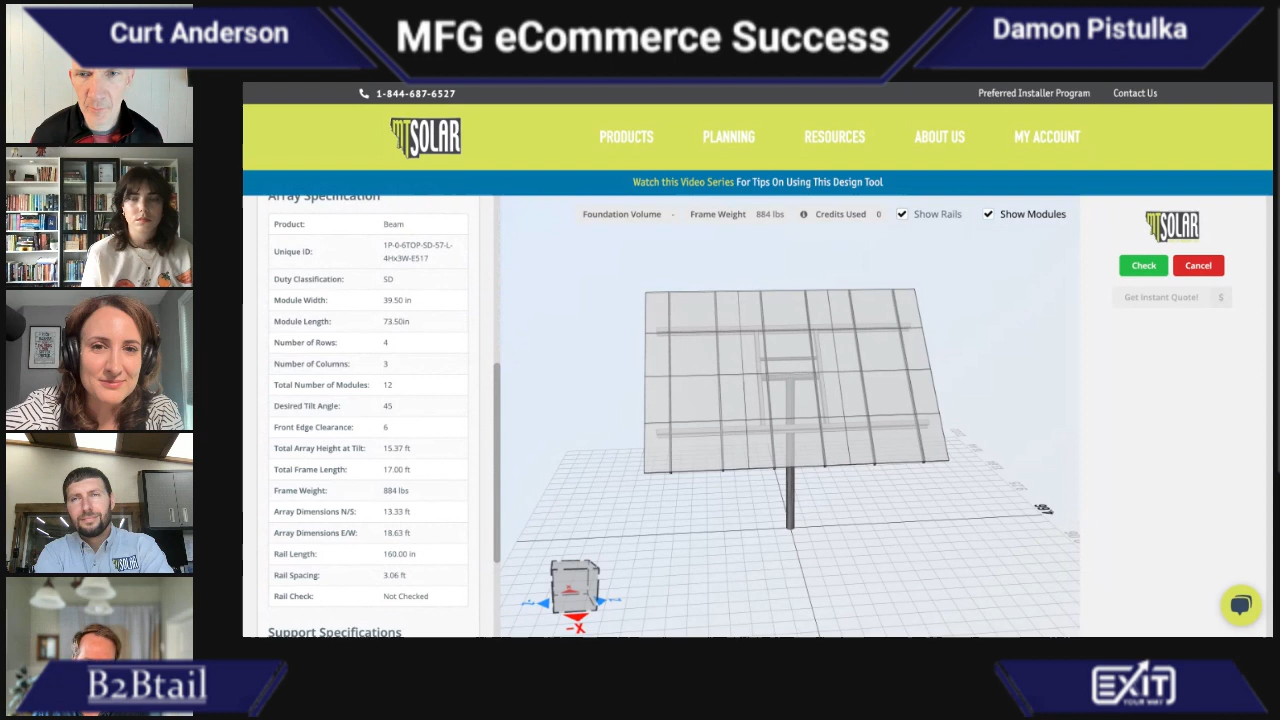 Curt Anderson
MFG eCommerce Success
Damon Pistulka
1-844-687-6527
Preferred Installer Program
Contact Us
MT SOLAR
PRODUCTS
PLANNING
RESOURCES
ABOUT US
MY ACCOUNT
Watch this Video Series For Tips On Using This Design Tool
Array Specification
Product: Beam
Unique ID: 1P-0-6TOP-SD-57-L-
4Hx3W-E517
Duty Classification: SD
Module Width: 39.50 in
Module Length: 73.50in
Number of Rows: 4
Number of Columns: 3
Total Number of Modules: 12
Desired Tilt Angle: 45
Front Edge Clearance: 6
Total Array Height at Tilt: 15.37 ft
Total Frame Length: 17.00 ft
Frame Weight: 884 lbs
Array Dimensions N/S: 13.33 ft
Array Dimensions E/W: 18.63 ft
Rail Length: 160.00 in
Rail Spacing: 3.06 ft
Rail Check: Not Checked
Support Specifications
Foundation Volume - Frame Weight 884 lbs Credits Used 0 Show Rails Show Modules
-X
MT SOLAR
Check
Cancel
Get Instant Quote! $
MT SOLAR
B2Btail
EXIT
YOUR WAY